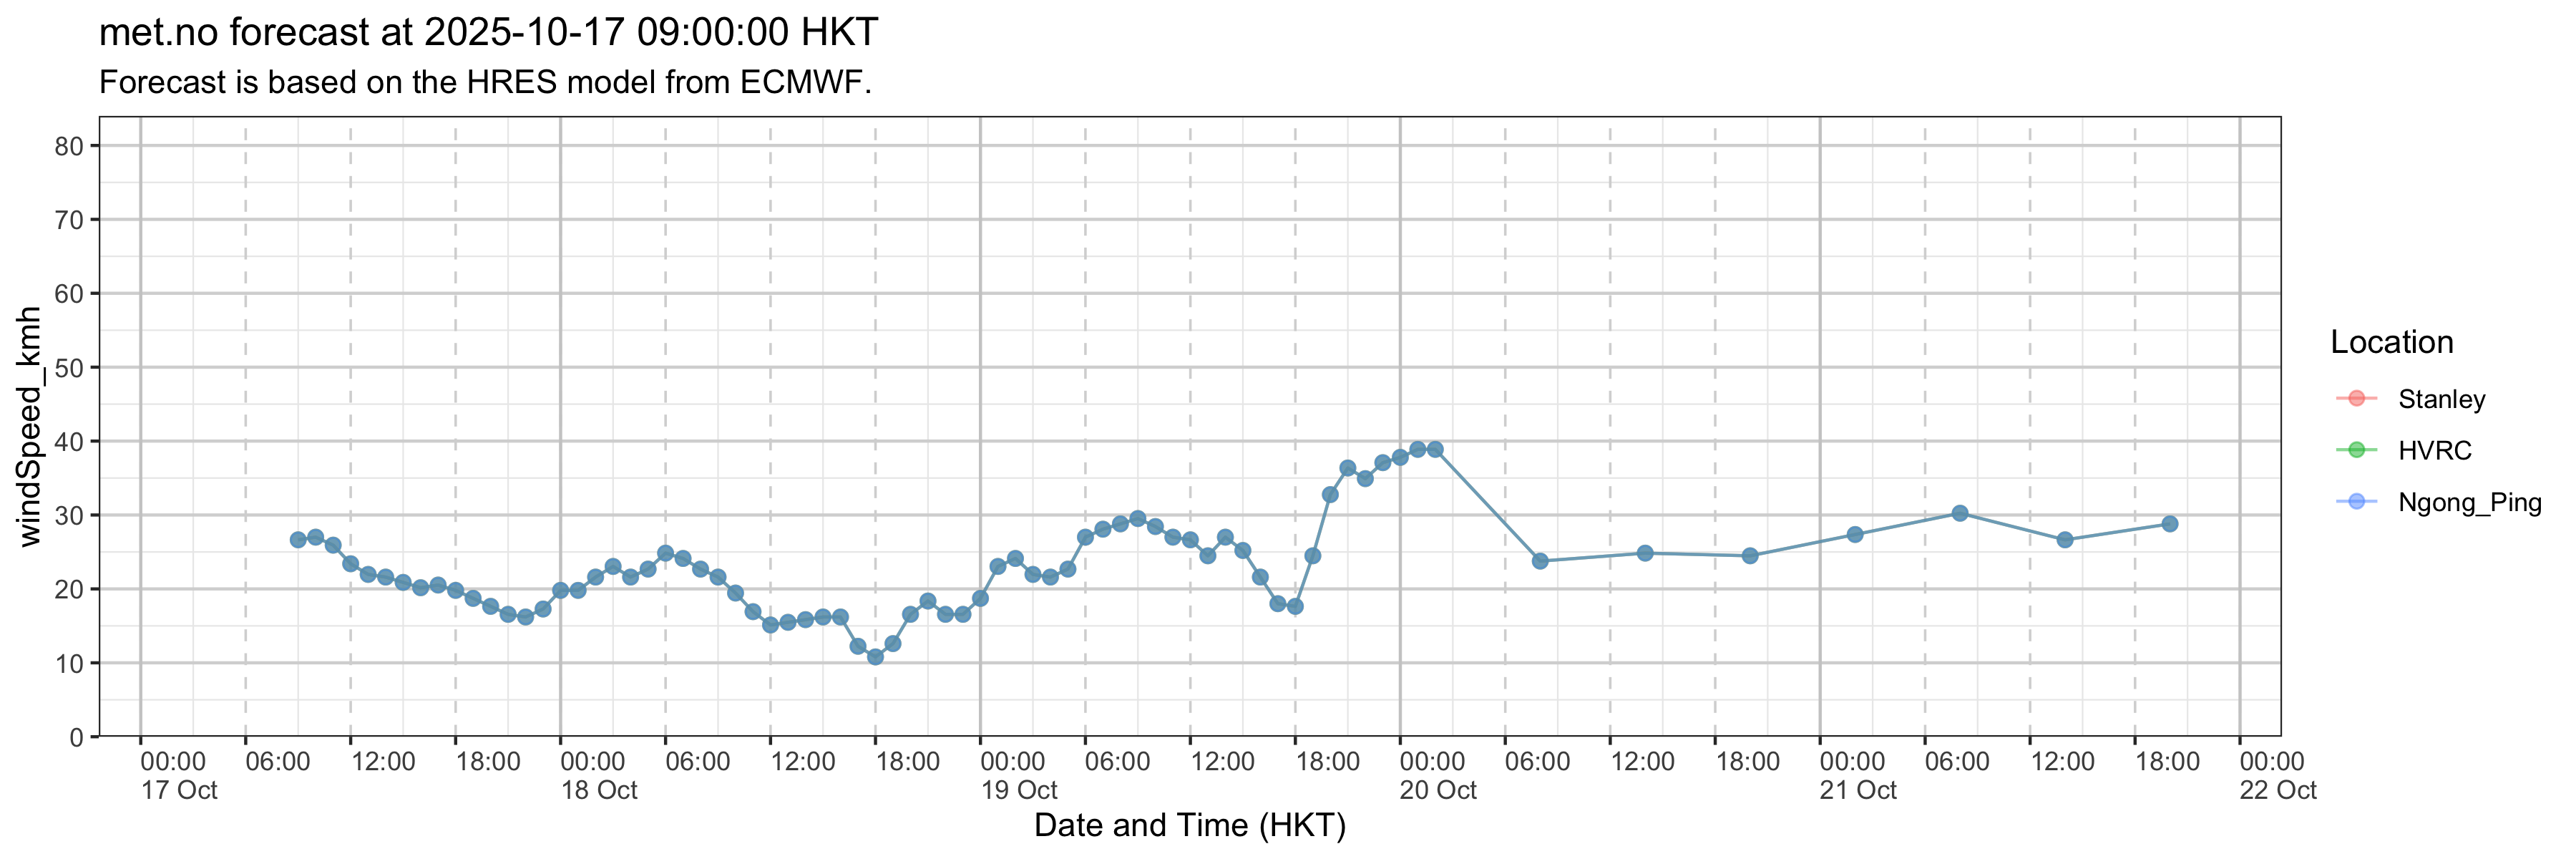 met.no forecast at 2025-10-17 09:00:00 HKT
Forecast is based on the HRES model from ECMWF.
windSpeed_kmh
80
70
60
50
40
30
20
10
0
00:00 06:00 12:00 18:00 00:00 06:00 12:00 18:00 00:00 06:00 12:00 18:00 00:00 06:00 12:00 18:00 00:00 06:00 12:00 18:00 00:00
17 Oct 18 Oct 19 Oct 20 Oct 21 Oct 22 Oct
Date and Time (HKT)
Location
Stanley
HVRC
Ngong_Ping